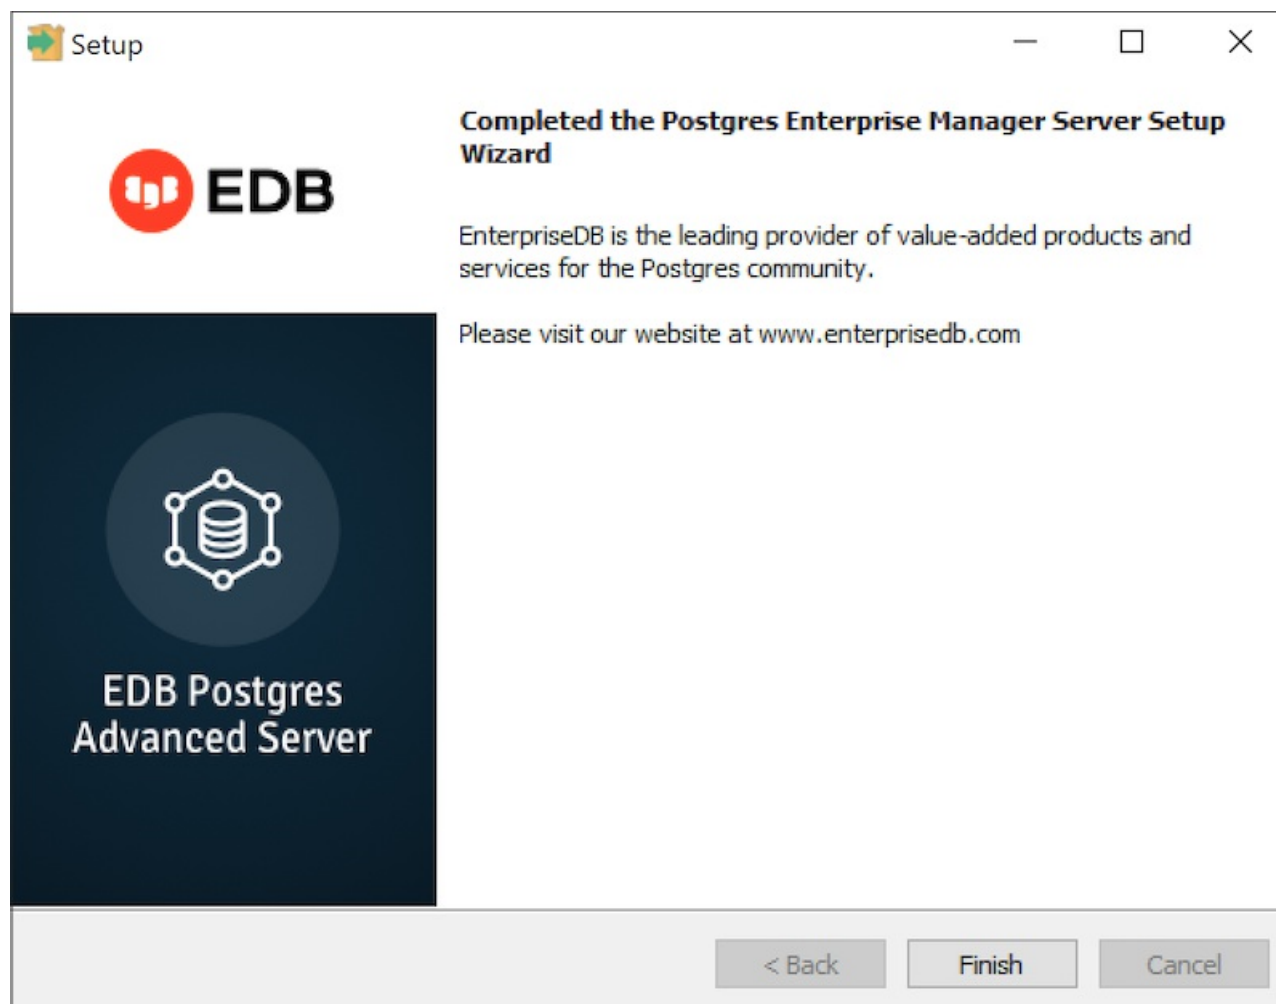 Setup
EDB
Completed the Postgres Enterprise Manager Server Setup
Wizard
EnterpriseDB is the leading provider of value-added products and
services for the Postgres community.
Please visit our website at www.enterprisedb.com
EDB Postgres
Advanced Server
< Back
Finish
Cancel